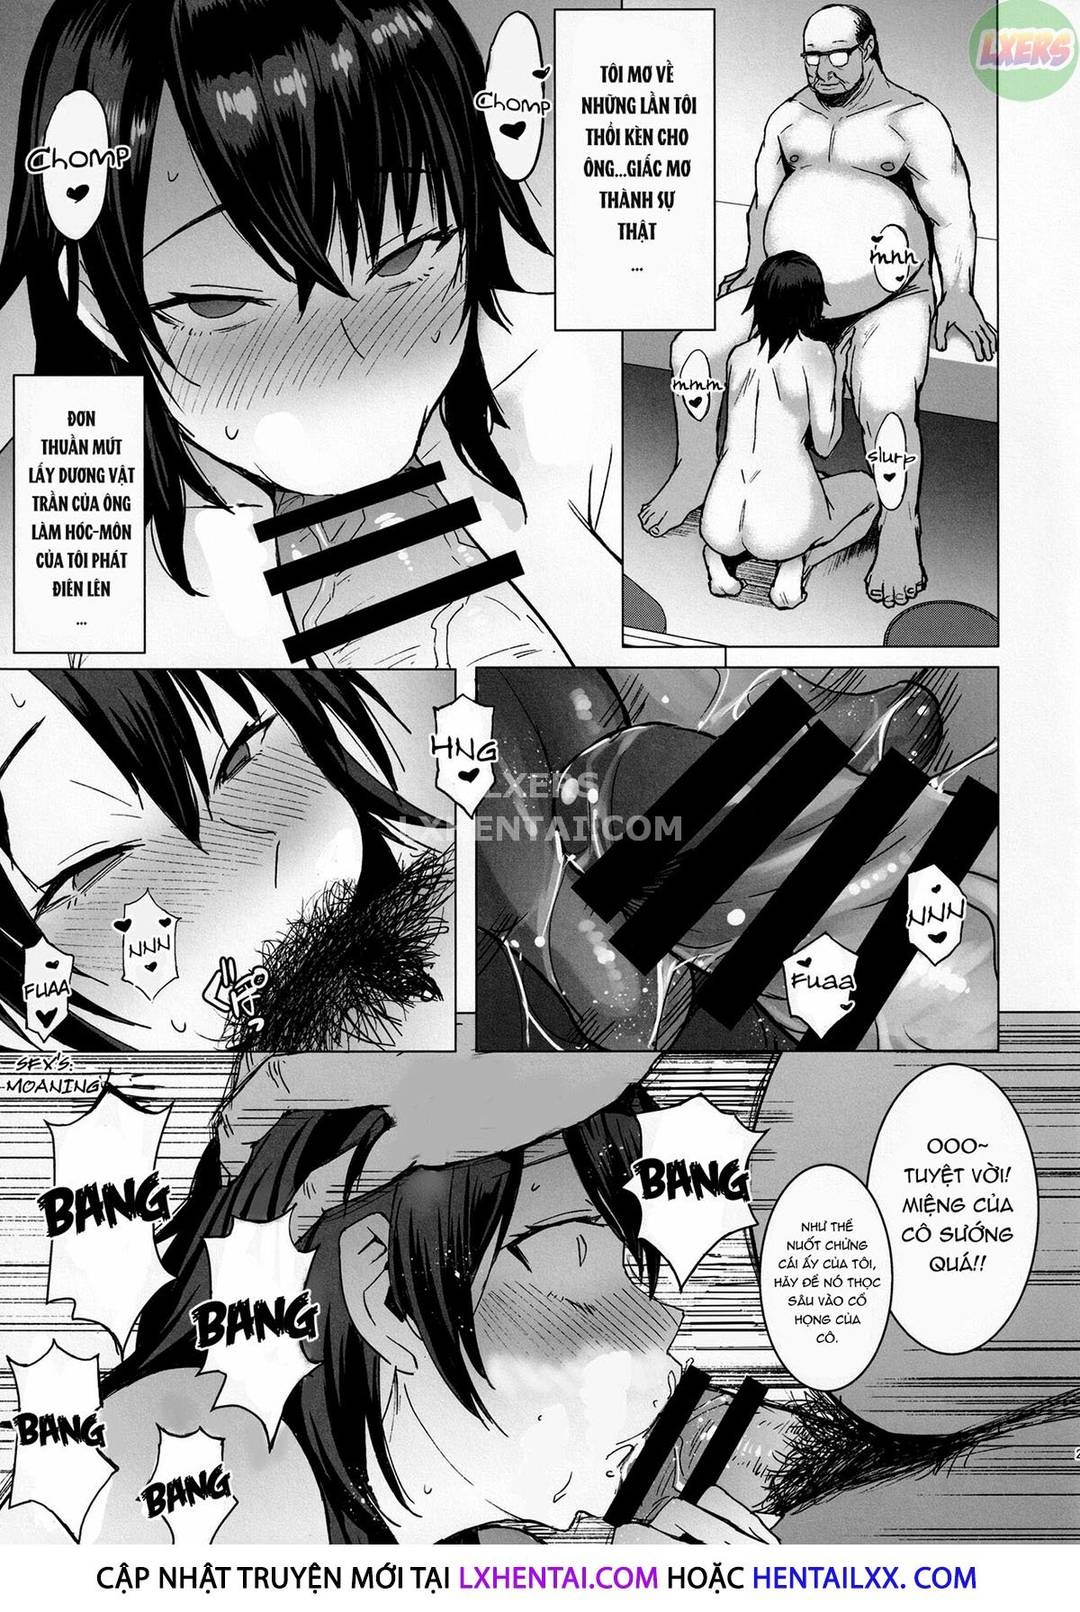 LXERS
TÔI MƠ VỀ
NHỮNG LẦN TÔI
THỔI KÈN CHO
ÔNG...GIẤC MƠ
THÀNH SỰ
THẬT
...
Chomp
Chomp
mhh
mmm
slurp
ĐƠN
THUẦN MÚT
LẤY DƯƠNG VẬT
TRẦN CỦA ÔNG
LÀM HÓC-MÔN
CỦA TÔI PHÁT
ĐIÊN LÊN
...
HNG
LXERS
LXHENTAI.COM
NNN
FUAA
NNN
FUAA
SFX'S:
MOANING
BANG
BANG
BANG
BANG
BANG
OOO~
TUYỆT VỜI!
MIỆNG CỦA
CÔ SƯỚNG
QUÁ!!
NHƯ THỂ
NUỐT CHỬNG
CÁI ẤY CỦA TÔI,
HÃY ĐỂ NÓ THỌC
SÂU VÀO CỔ
HỌNG CỦA
CÔ.
CẬP NHẬT TRUYỆN MỚI TẠI LXHENTAI.COM HOẶC HENTAILXX. COM